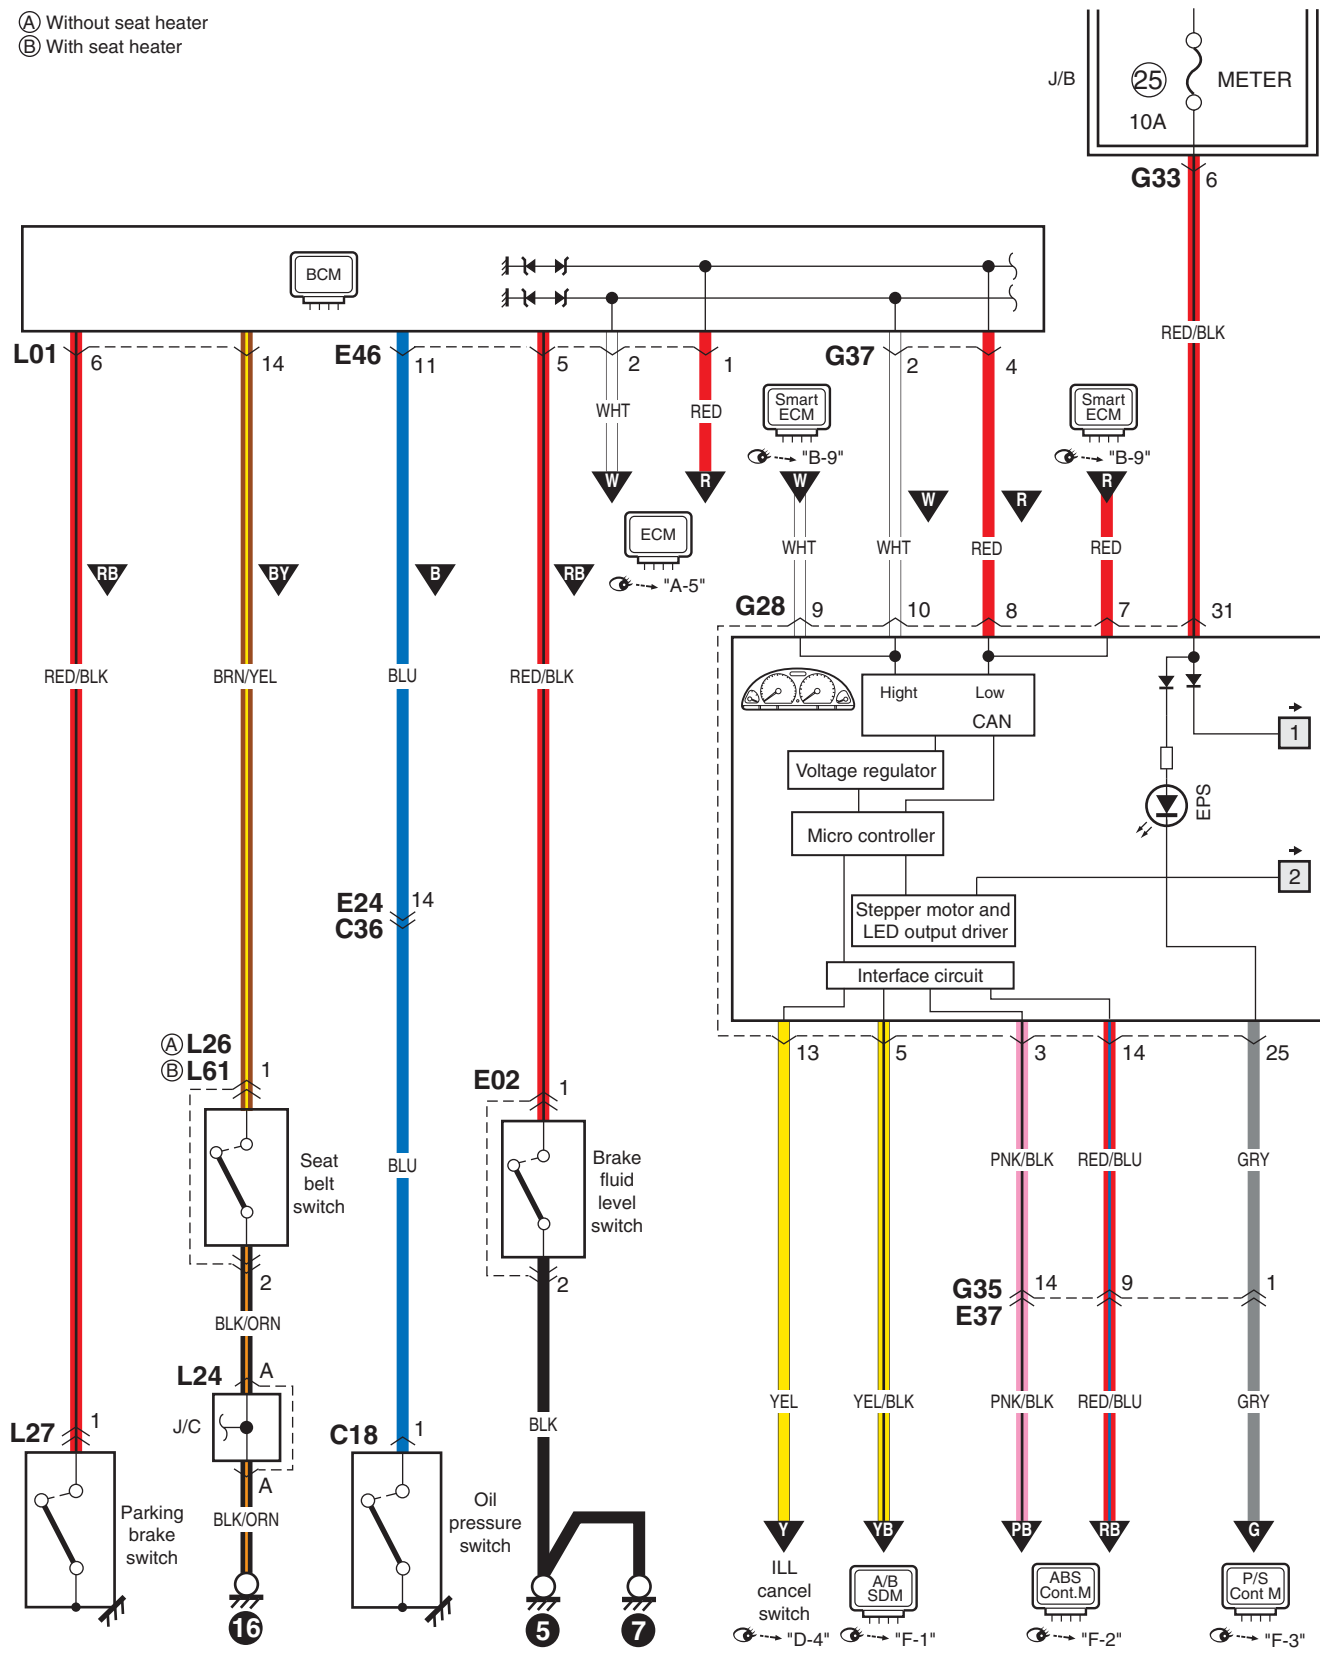 A Without seat heater
B With seat heater
J/B
25
METER
10A
G33 6
BCM
RED/BLK
L01 6
14
E46 11
5
2
1
G37 2
4
WHT
RED
Smart
ECM
"B-9"
Smart
ECM
"B-9"
W
R
W
W
R
R
ECM
"A-5"
WHT
WHT
RED
RED
RB
BY
B
RB
G28 9
10
8
7
31
RED/BLK
BRN/YEL
BLU
RED/BLK
Hight
Low
CAN
1
Voltage regulator
EPS
Micro controller
2
E24 14
C36
Stepper motor and
LED output driver
Interface circuit
A L26
B L61 1
13
5
3
14
25
E02 1
Seat
belt
switch
BLU
Brake
fluid
level
switch
PNK/BLK
RED/BLU
GRY
2
2
G35 14
9
1
E37
BLK/ORN
L24 A
J/C
A
L27 1
C18 1
BLK
YEL
YEL/BLK
PNK/BLK
RED/BLU
GRY
BLK/ORN
Parking
brake
switch
Oil
pressure
switch
Y
YB
PB
RB
G
ILL
cancel
switch
"D-4"
A/B
SDM
"F-1"
ABS
Cont.M
"F-2"
P/S
Cont M
"F-3"
16
5
7